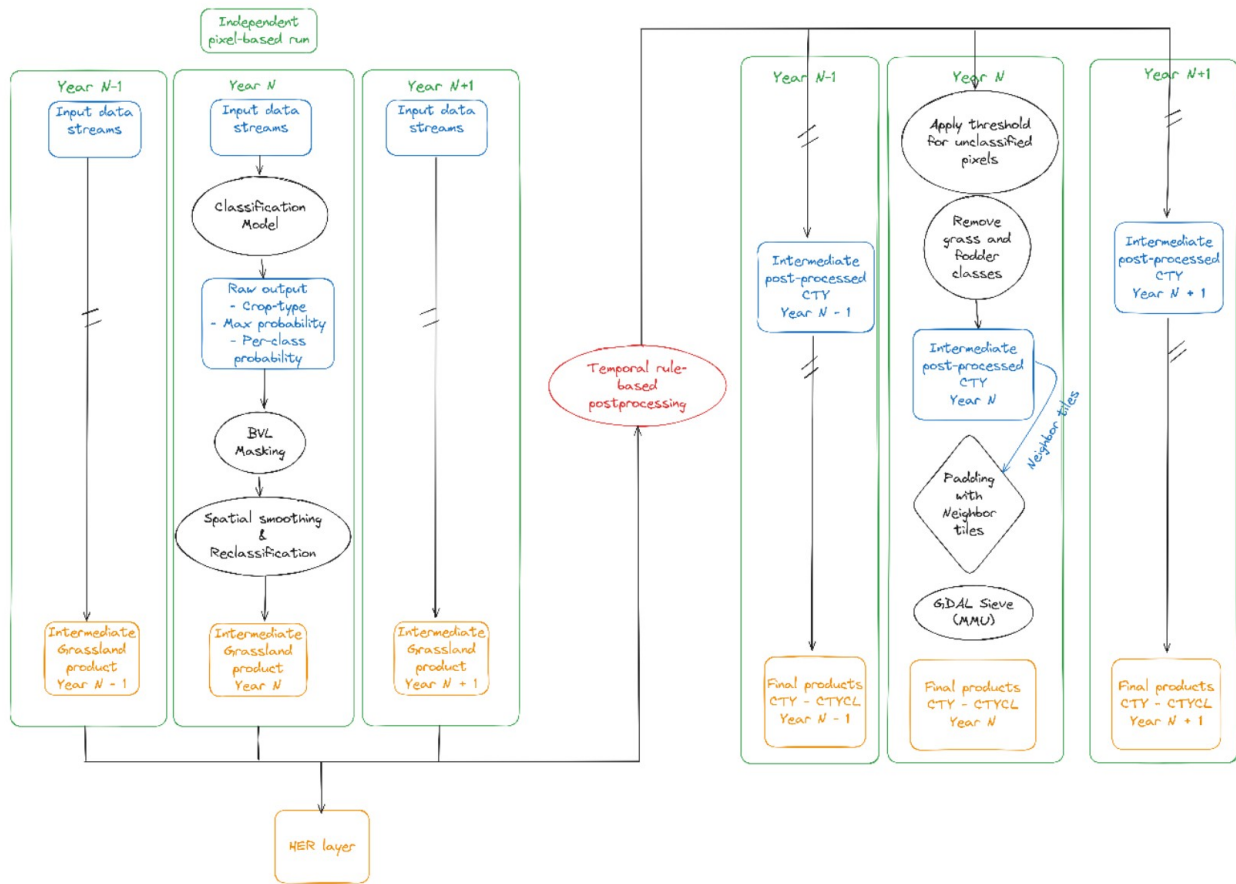 Independent
pixel-based run
Year N-1
Input data
streams
Intermediate
Grassland
product
Year N - 1
Year N
Input data
streams
Classification
Model
Raw output
- Crop-type
- Max probability
- Per-class
probability
BVL
Masking
Spatial smoothing
&
Reclassification
Intermediate
Grassland
product
Year N
Year N+1
Input data
streams
Intermediate
Grassland
product
Year N + 1
HER layer
Temporal rule-
based
postprocessing
Year N-1
Intermediate
post-processed
CTY
Year N - 1
Final products
CTY - CTYCL
Year N - 1
Year N
Apply threshold
for unclassified
pixels
Remove
grass and
fodder
classes
Intermediate
post-processed
CTY
Year N
Neighbor tiles
Padding
with
Neighbor
tiles
GDAL Sieve
(MMU)
Final products
CTY - CTYCL
Year N
Year N+1
Intermediate
post-processed
CTY
Year N + 1
Final products
CTY - CTYCL
Year N + 1